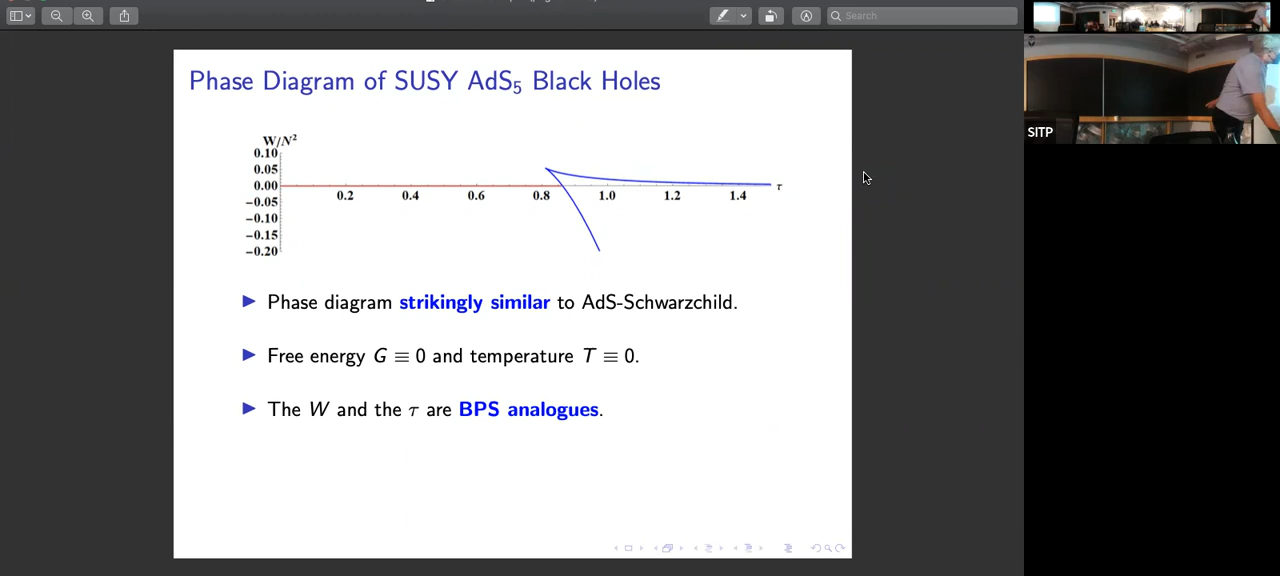 Search
Phase Diagram of SUSY AdS₅ Black Holes
W/N²
0.10
0.05
0.00
−0.05
−0.10
−0.15
−0.20
0.2 0.4 0.6 0.8 1.0 1.2 1.4 τ
▶ Phase diagram strikingly similar to AdS-Schwarzchild.
▶ Free energy G ≡ 0 and temperature T ≡ 0.
▶ The W and the τ are BPS analogues.
SITP